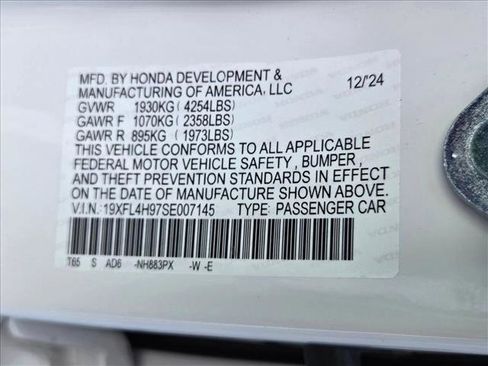 MFD. BY HONDA DEVELOPMENT &
MANUFACTURING OF AMERICA, LLC 12/'24
GVWR 1930KG ( 4254LBS)
GAWR F 1070KG ( 2358LBS)
GAWR R 895KG ( 1973LBS)
THIS VEHICLE CONFORMS TO ALL APPLICABLE
FEDERAL MOTOR VEHICLE SAFETY , BUMPER,
AND THEFT PREVENTION STANDARDS IN EFFECT
ON THE DATE OF MANUFACTURE SHOWN ABOVE.
V.I.N.:19XFL4H97SE007145 TYPE: PASSENGER CAR
T65 S AD6 -NH883PX -W -E